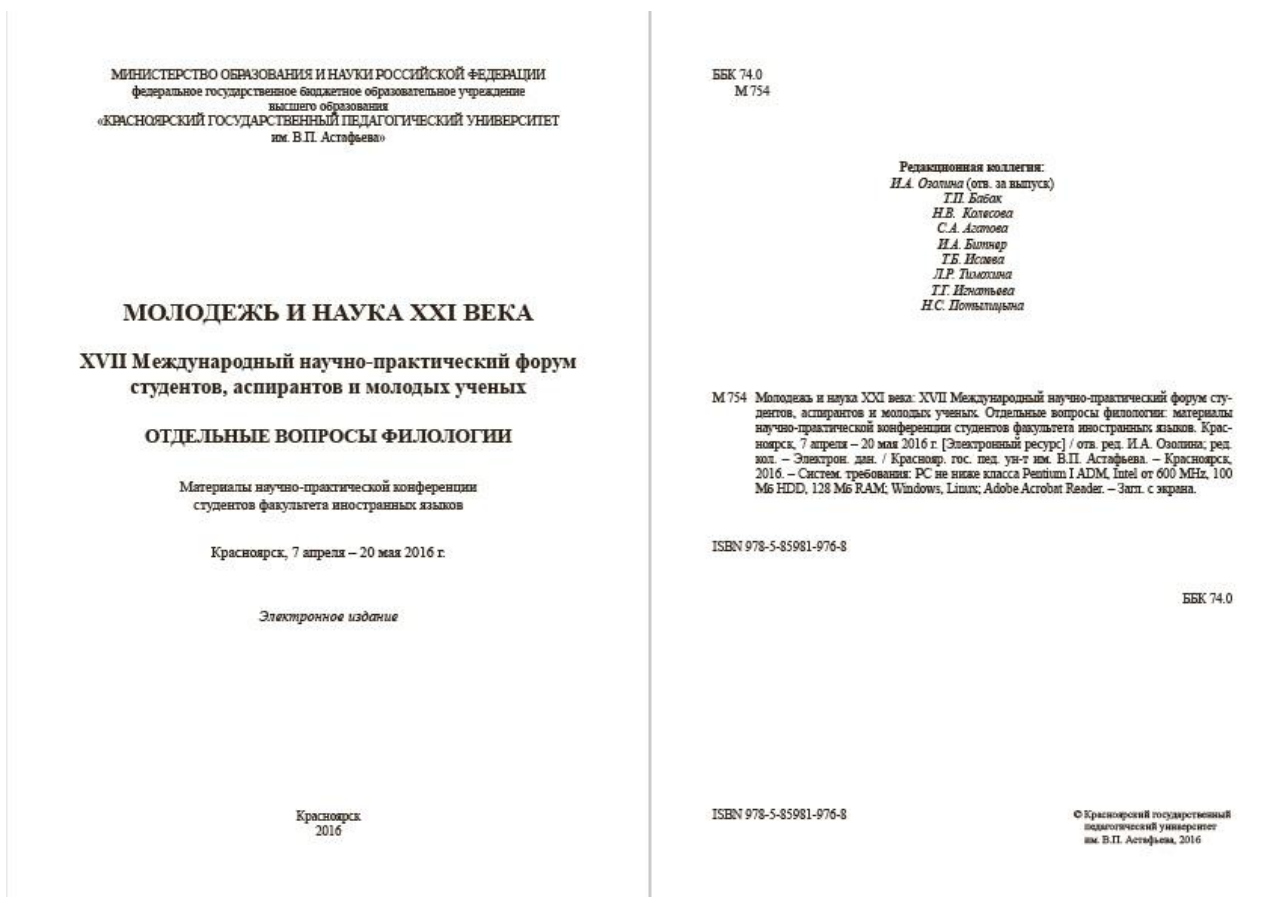 МИНИСТЕРСТВО ОБРАЗОВАНИЯ И НАУКИ РОССИЙСКОЙ ФЕДЕРАЦИИ
федеральное государственное бюджетное образовательное учреждение
высшего образования
«КРАСНОЯРСКИЙ ГОСУДАРСТВЕННЫЙ ПЕДАГОГИЧЕСКИЙ УНИВЕРСИТЕТ
им. В.П. Астафьева»
МОЛОДЕЖЬ И НАУКА XXI ВЕКА
XVII Международный научно-практический форум
студентов, аспирантов и молодых ученых
ОТДЕЛЬНЫЕ ВОПРОСЫ ФИЛОЛОГИИ
Материалы научно-практической конференции
студентов факультета иностранных языков
Красноярск, 7 апреля – 20 мая 2016 г.
Электронное издание
Красноярск
2016
ББК 74.0
М 754
Редакционная коллегия:
И.А. Озолина (отв. за выпуск)
Т.П. Бабак
Н.В. Колесова
С.А. Агапова
И.А. Битнер
Т.Б. Исаева
Л.Р. Тимохина
Т.Г. Игнатьева
Н.С. Потылицына
М 754 Молодежь и наука XXI века: XVII Международный научно-практический форум сту-
дентов, аспирантов и молодых ученых. Отдельные вопросы филологии: материалы
научно-практической конференции студентов факультета иностранных языков. Крас-
ноярск, 7 апреля – 20 мая 2016 г. [Электронный ресурс] / отв. ред. И.А. Озолина; ред.
кол. – Электрон. дан. / Краснояр. гос. пед. ун-т им. В.П. Астафьева. – Красноярск,
2016. – Систем. требования: PC не ниже класса Pentium I ADM, Intel от 600 MHz, 100
Мб HDD, 128 Мб RAM; Windows, Linux; Adobe Acrobat Reader. – Загл. с экрана.
ISBN 978-5-85981-976-8
ББК 74.0
ISBN 978-5-85981-976-8
© Красноярский государственный
педагогический университет
им. В.П. Астафьева, 2016